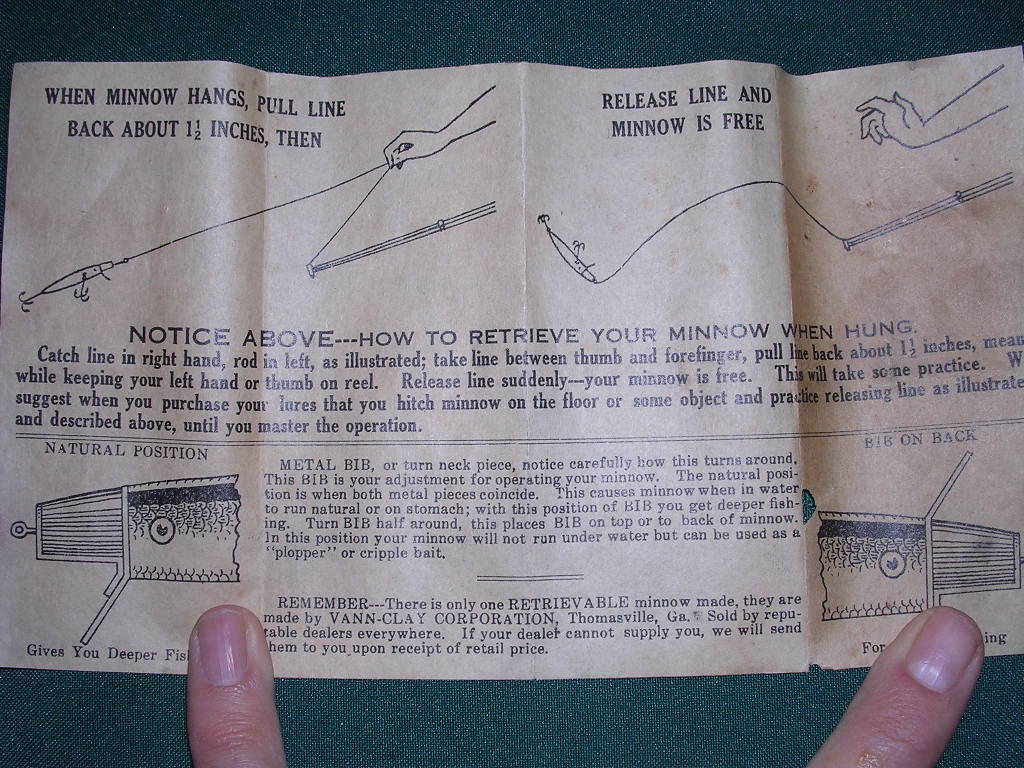 WHEN MINNOW HANGS, PULL LINE
BACK ABOUT 1½ INCHES, THEN
RELEASE LINE AND
MINNOW IS FREE
NOTICE ABOVE---HOW TO RETRIEVE YOUR MINNOW WHEN HUNG.
Catch line in right hand, rod in left, as illustrated; take line between thumb and forefinger, pull line back about 1½ inches, mean
while keeping your left hand or thumb on reel. Release line suddenly---your minnow is free. This will take some practice. W
suggest when you purchase your lures that you hitch minnow on the floor or some object and practice releasing line as illustrate
and described above, until you master the operation.
NATURAL POSITION
Gives You Deeper Fis
METAL BIB, or turn neck piece, notice carefully how this turns around.
This BIB is your adjustment for operating your minnow. The natural posi-
tion is when both metal pieces coincide. This causes minnow when in water
to run natural or on stomach; with this position of BIB you get deeper fish-
ing. Turn BIB half around, this places BIB on top or to back of minnow.
In this position your minnow will not run under water but can be used as a
"plopper" or cripple bait.
REMEMBER---There is only one RETRIEVABLE minnow made, they are
made by VANN-CLAY CORPORATION, Thomasville, Ga. Sold by repu-
table dealers everywhere. If your dealer cannot supply you, we will send
them to you upon receipt of retail price.
BIB ON BACK
For ing